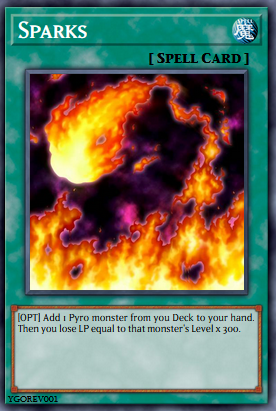 Sparks
魔
[ Spell Card ]
[OPT] Add 1 Pyro monster from you Deck to your hand.
Then you lose LP equal to that monster's Level x 300.
YGOREV001